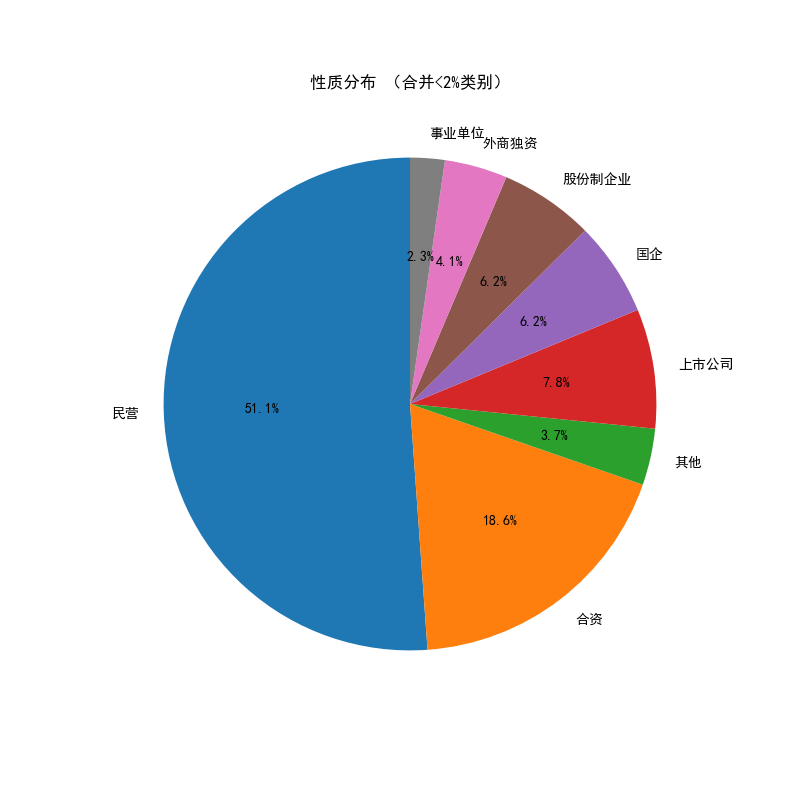 性质分布 （合并<2%类别）
事业单位
外商独资
股份制企业
国企
上市公司
其他
合资
民营
2.3%
4.1%
6.2%
6.2%
7.8%
3.7%
18.6%
51.1%